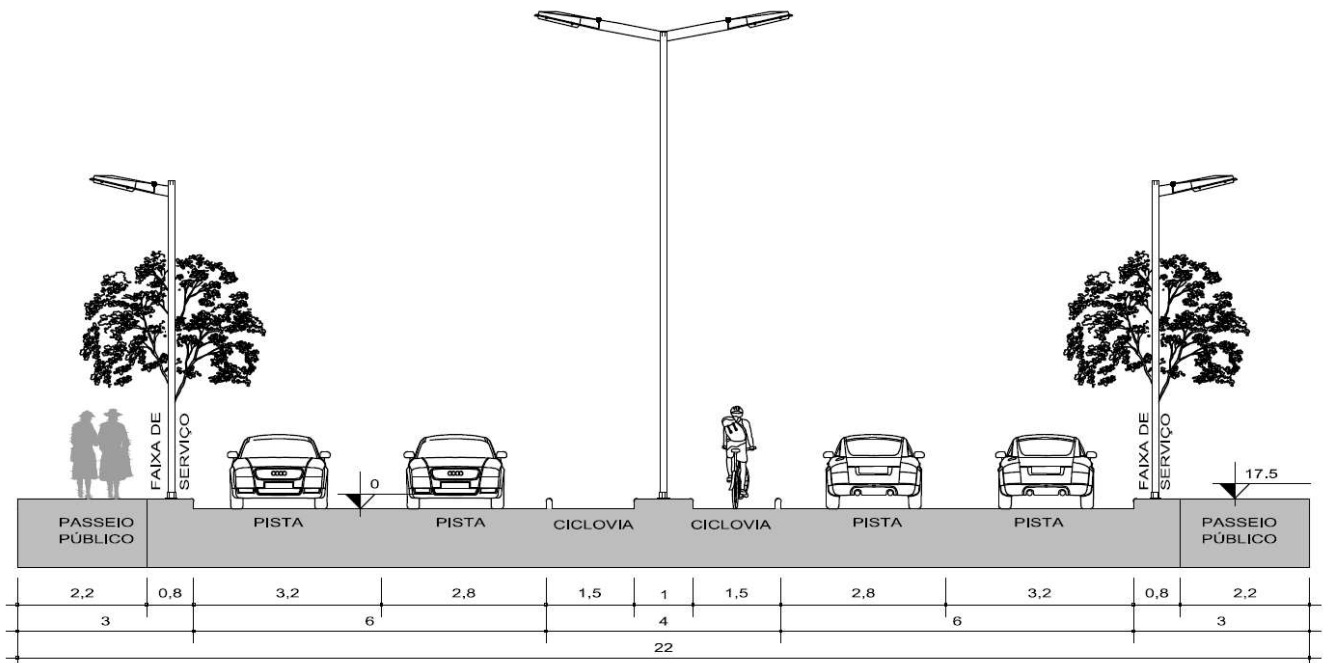 FAIXA DE
SERVIÇO
FAIXA DE
SERVIÇO
0
17.5
PASSEIO
PÚBLICO
PISTA
PISTA
CICLOVIA
CICLOVIA
PISTA
PISTA
PASSEIO
PÚBLICO
2,2 0,8 3,2 2,8 1,5 1 1,5 2,8 3,2 0,8 2,2
3 6 4 6 3
22